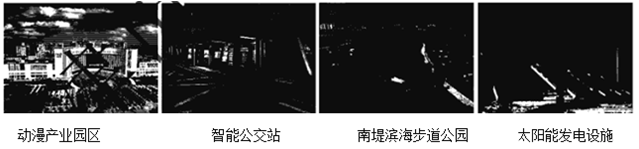 动漫产业园区
智能公交站
南堤滨海步道公园
太阳能发电设施